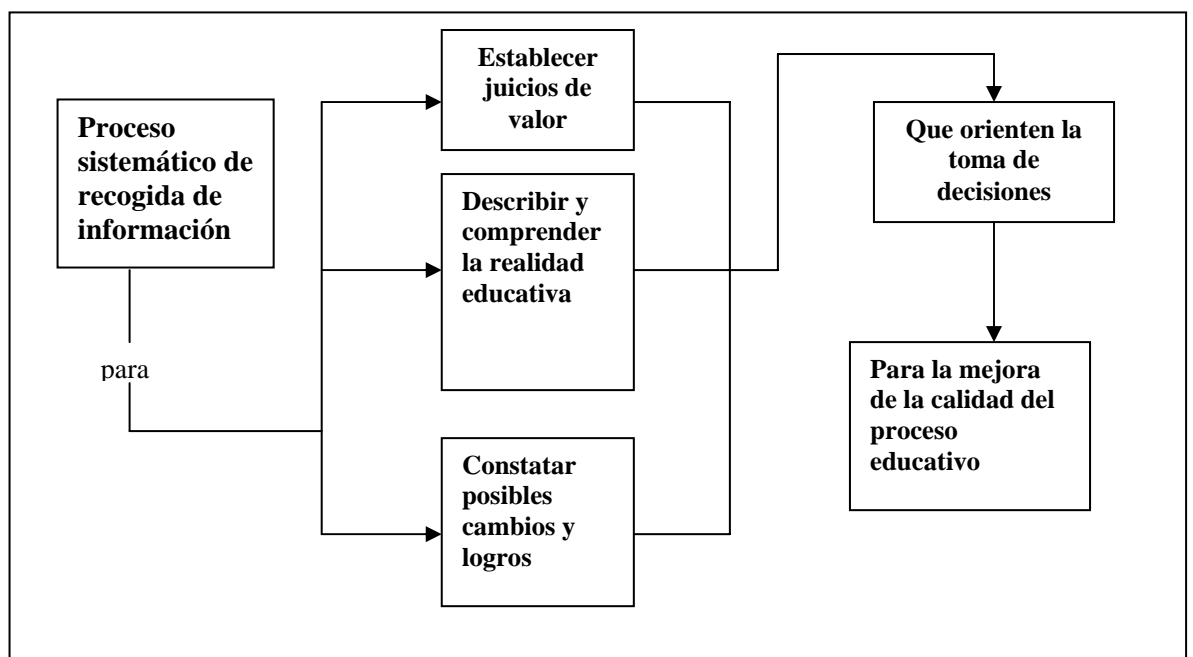 Proceso
sistemático de
recogida de
información
para
Establecer
juicios de
valor
Describir y
comprender
la realidad
educativa
Constatar
posibles
cambios y
logros
Que orienten la
toma de
decisiones
Para la mejora
de la calidad del
proceso
educativo